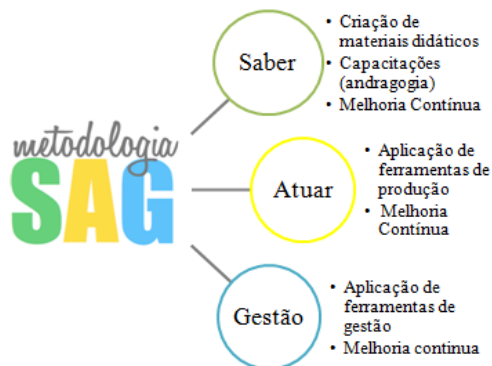 metodologia
SAG
Saber
• Criação de
materiais didáticos
• Capacitações
(andragogia)
• Melhoria Contínua
Atuar
• Aplicação de
ferramentas de
produção
• Melhoria
Contínua
Gestão
• Aplicação de
ferramentas de
gestão
• Melhoria continua